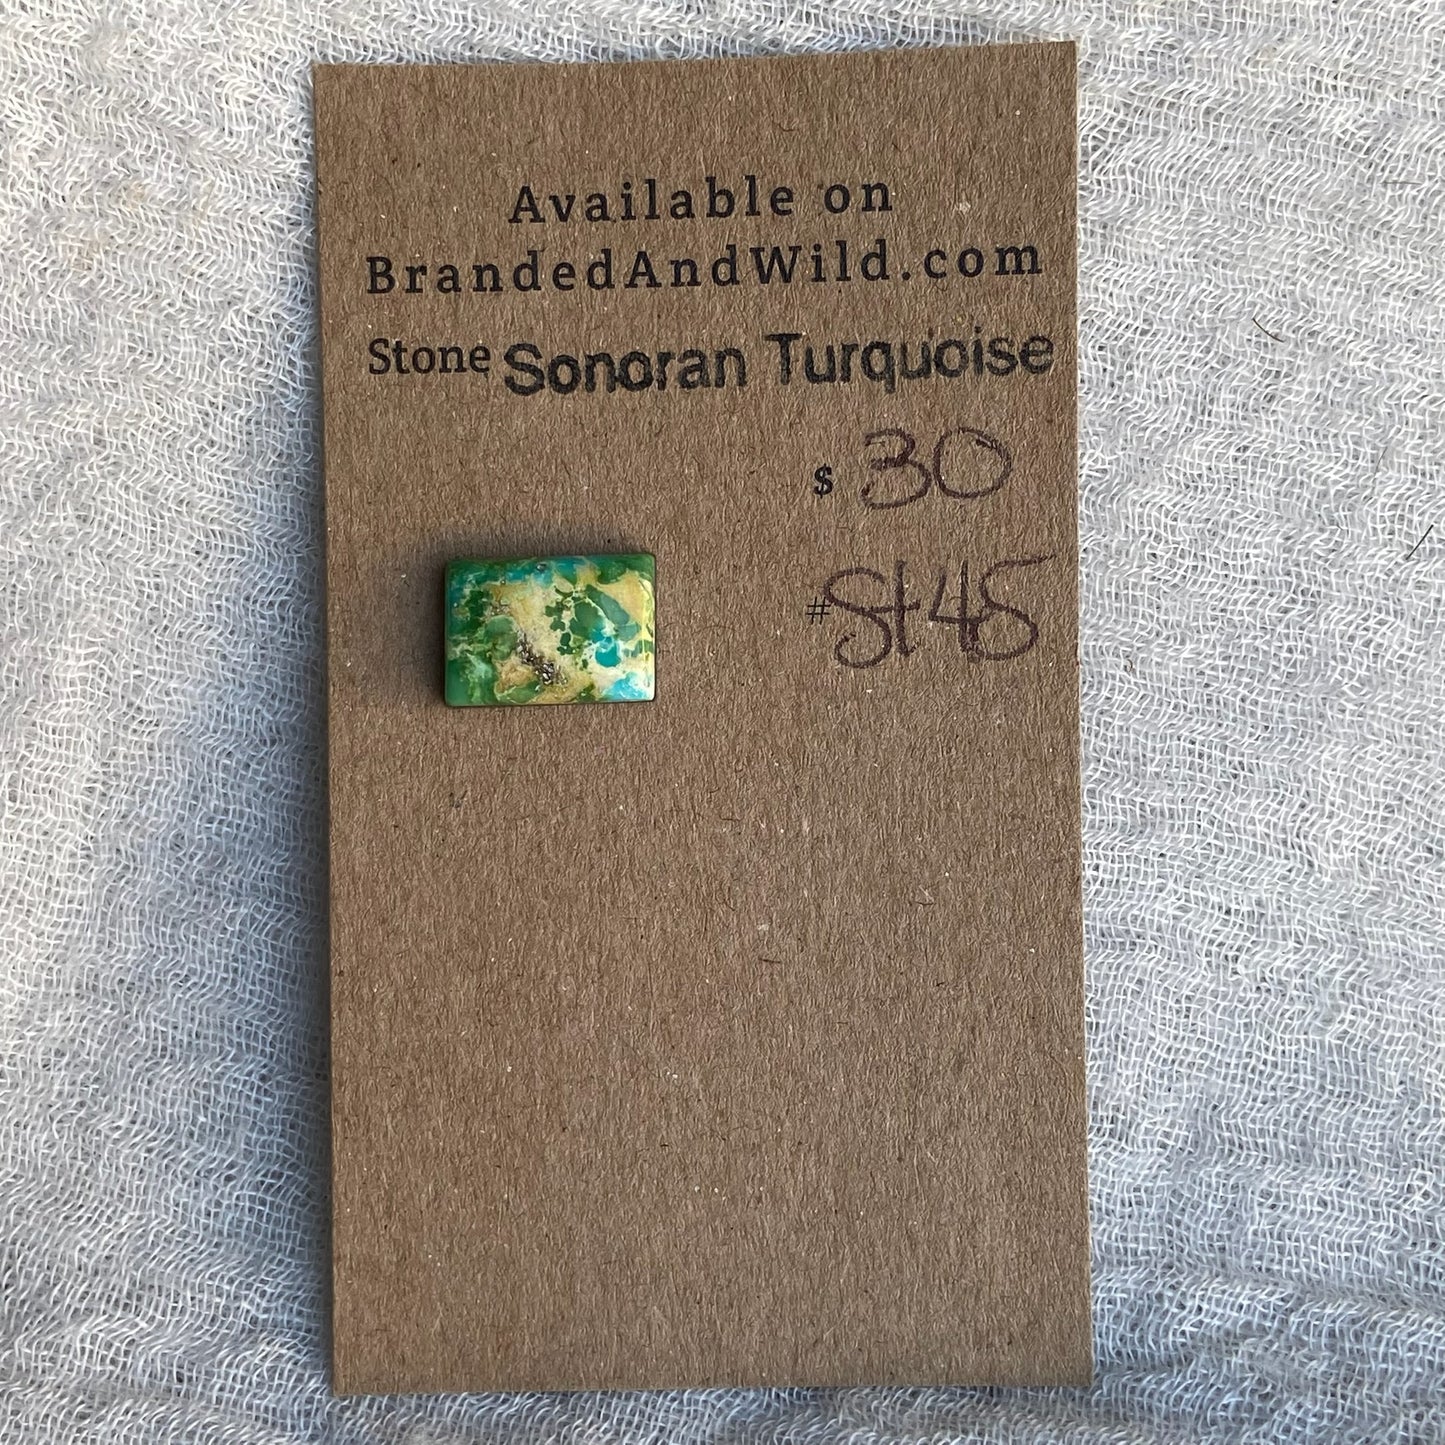 Available on
BrandedAndWild.com
Stone Sonoran Turquoise
$ 30
#St45